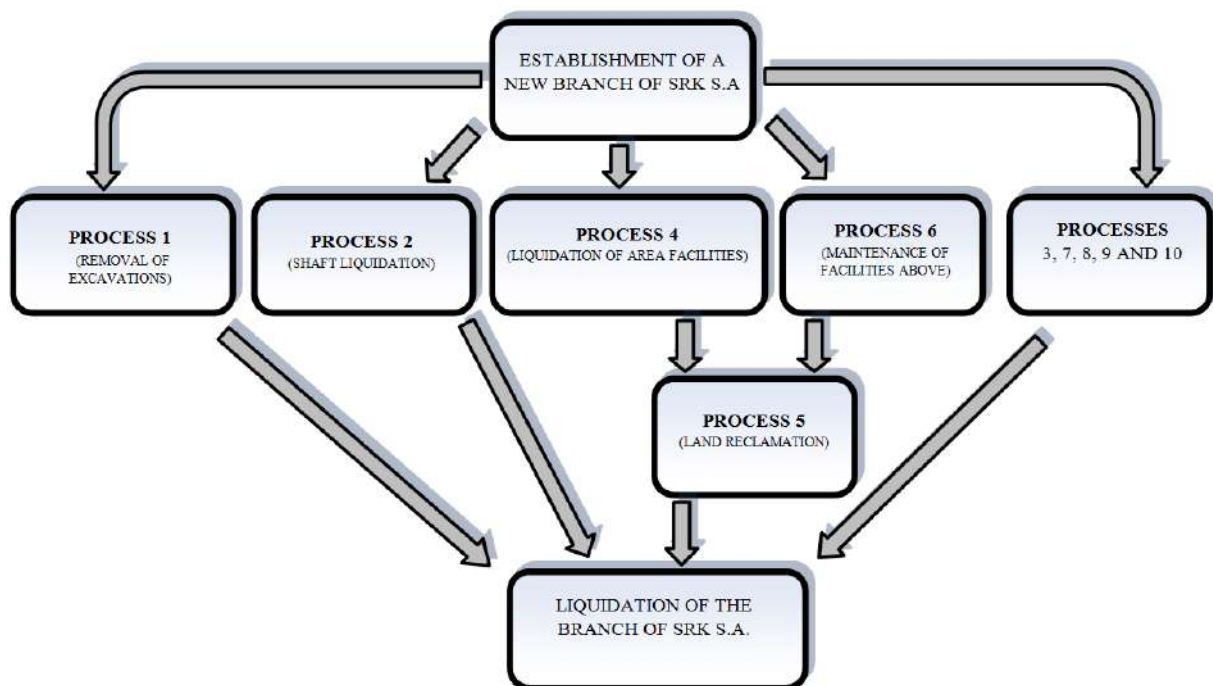 ESTABLISHMENT OF A
NEW BRANCH OF SRK S.A
PROCESS 1
(REMOVAL OF
EXCAVATIONS)
PROCESS 2
(SHAFT LIQUIDATION)
PROCESS 4
(LIQUIDATION OF AREA FACILITIES)
PROCESS 6
(MAINTENANCE OF
FACILITIES ABOVE)
PROCESSES
3, 7, 8, 9 AND 10
PROCESS 5
(LAND RECLAMATION)
LIQUIDATION OF THE
BRANCH OF SRK S.A.